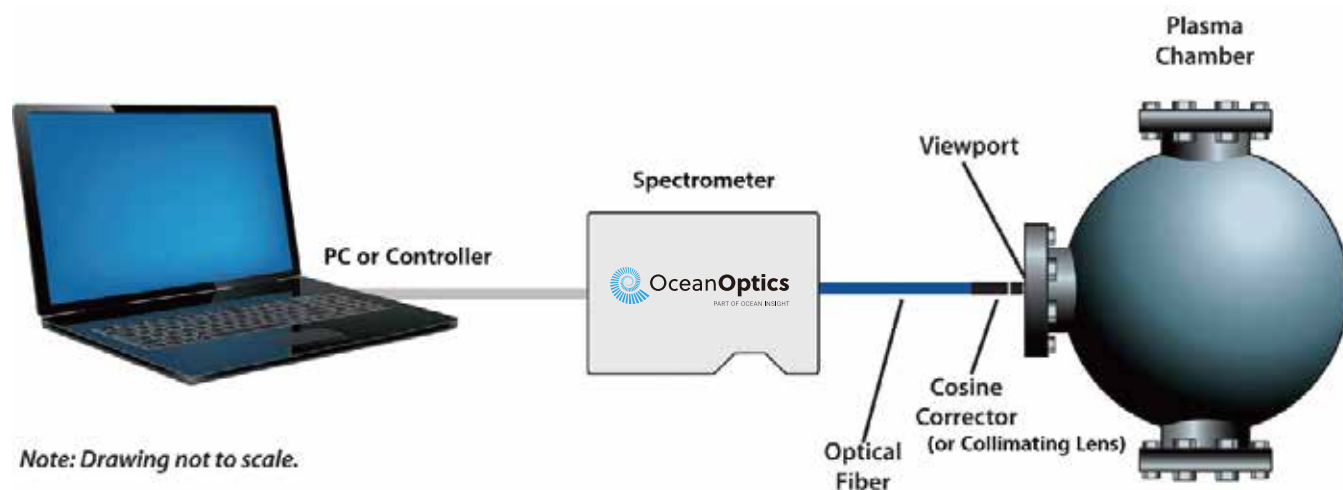 Plasma
Chamber
Viewport
Spectrometer
PC or Controller
OceanOptics
PART OF OCEAN INSIGHT
Cosine
Corrector
(or Collimating Lens)
Optical
Fiber
Note: Drawing not to scale.